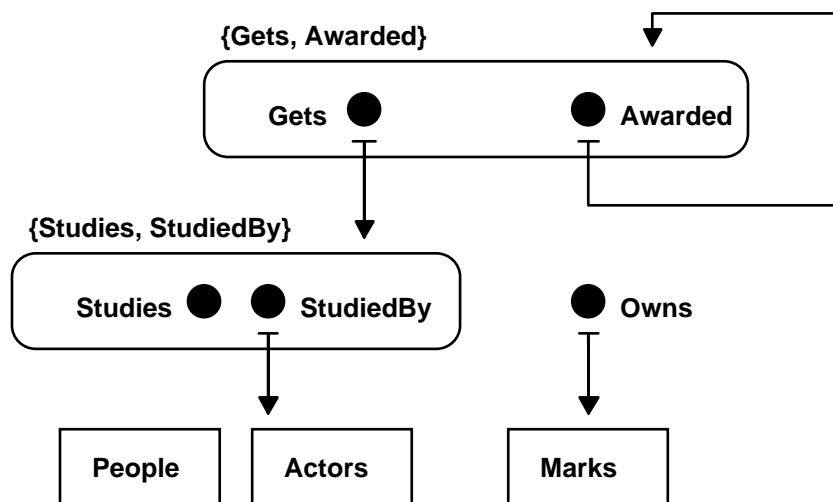 {Gets, Awarded}
Gets Awarded
{Studies, StudiedBy}
Studies StudiedBy Owns
People Actors Marks